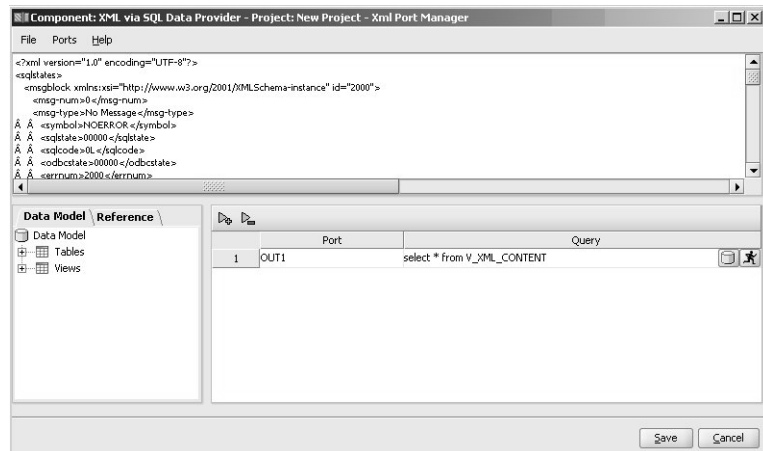 Component: XML via SQL Data Provider - Project: New Project - Xml Port Manager
File Ports Help
<?xml version="1.0" encoding="UTF-8"?>
<sqlstates>
<msgblock xmlns:xsi="http://www.w3.org/2001/XMLSchema-instance" id="2000">
<msg-num>0</msg-num>
<msg-type>No Message</msg-type>
Â Â <symbol>NOERROR</symbol>
Â Â <sqlstate>00000</sqlstate>
Â Â <sqlcode>0L</sqlcode>
Â Â <odbcstate>00000</odbcstate>
Â Â <errnum>2000</errnum>
Data Model Reference
Data Model
Tables
Views
Port Query
1 OUT1 select * from V_XML_CONTENT
Save Cancel